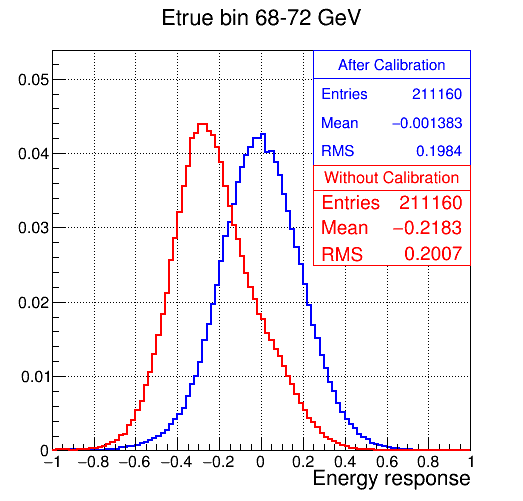 Etrue bin 68-72 GeV
After Calibration
Entries 211160
Mean −0.001383
RMS 0.1984
Without Calibration
Entries 211160
Mean −0.2183
RMS 0.2007
0.05
0.04
0.03
0.02
0.01
0
−1 −0.8 −0.6 −0.4 −0.2 0 0.2 0.4 0.6 0.8 1
Energy response